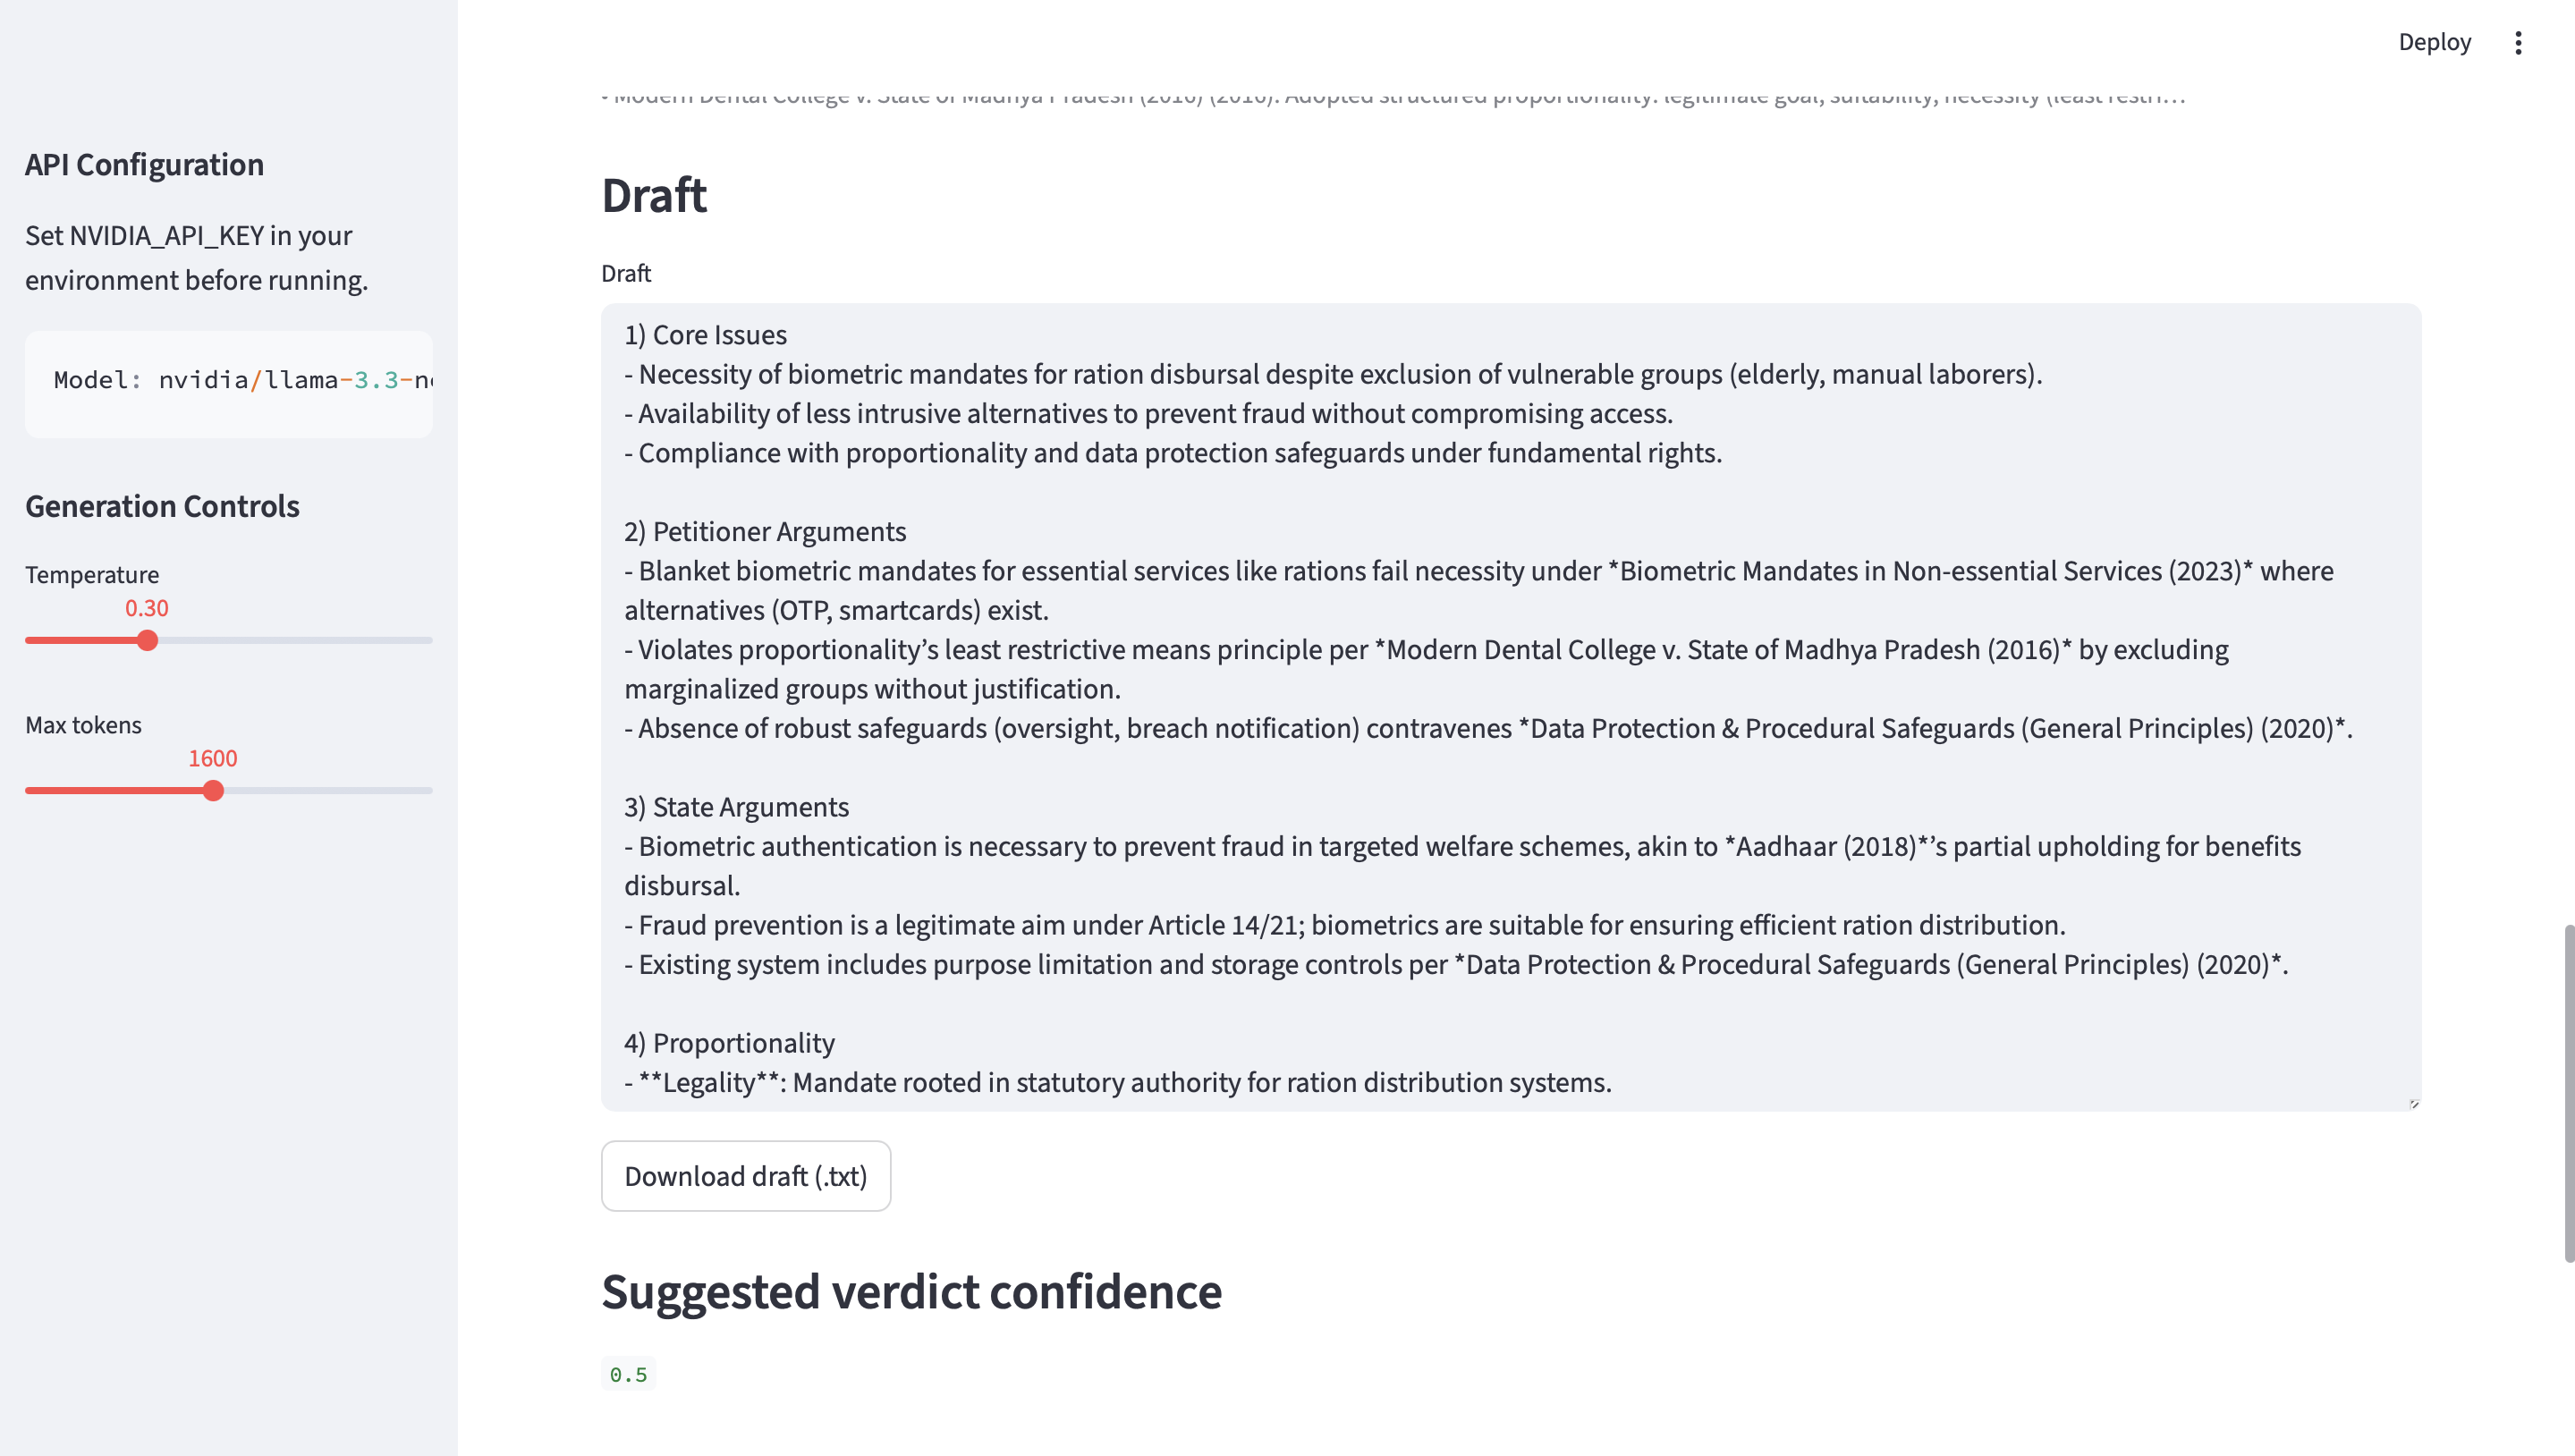 Deploy
API Configuration
Set NVIDIA_API_KEY in your
environment before running.
Model: nvidia/llama-3.3-n
Generation Controls
Temperature
0.30
Max tokens
1600
• Modern Dental College v. State of Madhya Pradesh (2016) (2016): Adopted structured proportionality: legitimate goal, suitability, necessity (least restri…
Draft
Draft
1) Core Issues
- Necessity of biometric mandates for ration disbursal despite exclusion of vulnerable groups (elderly, manual laborers).
- Availability of less intrusive alternatives to prevent fraud without compromising access.
- Compliance with proportionality and data protection safeguards under fundamental rights.
2) Petitioner Arguments
- Blanket biometric mandates for essential services like rations fail necessity under *Biometric Mandates in Non-essential Services (2023)* where
alternatives (OTP, smartcards) exist.
- Violates proportionality’s least restrictive means principle per *Modern Dental College v. State of Madhya Pradesh (2016)* by excluding
marginalized groups without justification.
- Absence of robust safeguards (oversight, breach notification) contravenes *Data Protection & Procedural Safeguards (General Principles) (2020)*.
3) State Arguments
- Biometric authentication is necessary to prevent fraud in targeted welfare schemes, akin to *Aadhaar (2018)*’s partial upholding for benefits
disbursal.
- Fraud prevention is a legitimate aim under Article 14/21; biometrics are suitable for ensuring efficient ration distribution.
- Existing system includes purpose limitation and storage controls per *Data Protection & Procedural Safeguards (General Principles) (2020)*.
4) Proportionality
- **Legality**: Mandate rooted in statutory authority for ration distribution systems.
Download draft (.txt)
Suggested verdict confidence
0.5